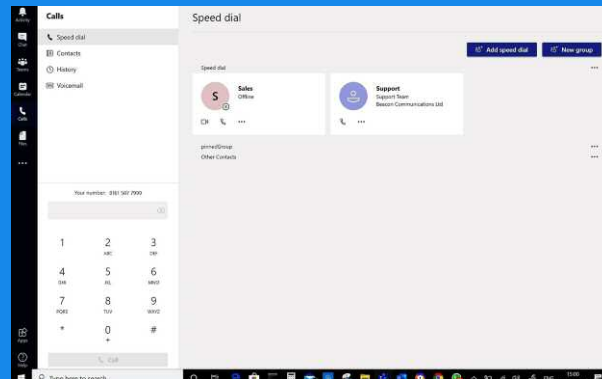 Activity
Chat
Teams
Calendar
Calls
Files
...
Apps
Help
Calls
Speed dial
Contacts
History
Voicemail
Your number:
1
2
ABC
3
DEF
4
GHI
5
JKL
6
MNO
7
PQRS
8
TUV
9
WXYZ
*
0
+
#
Call
Speed dial
Add speed dial
New group
Speed dial
...
S
Sales
Offline
...
Support
Support Team
Beacon Communications Ltd
...
pinnedGroup
...
Other Contacts
...
Type here to search
15:00